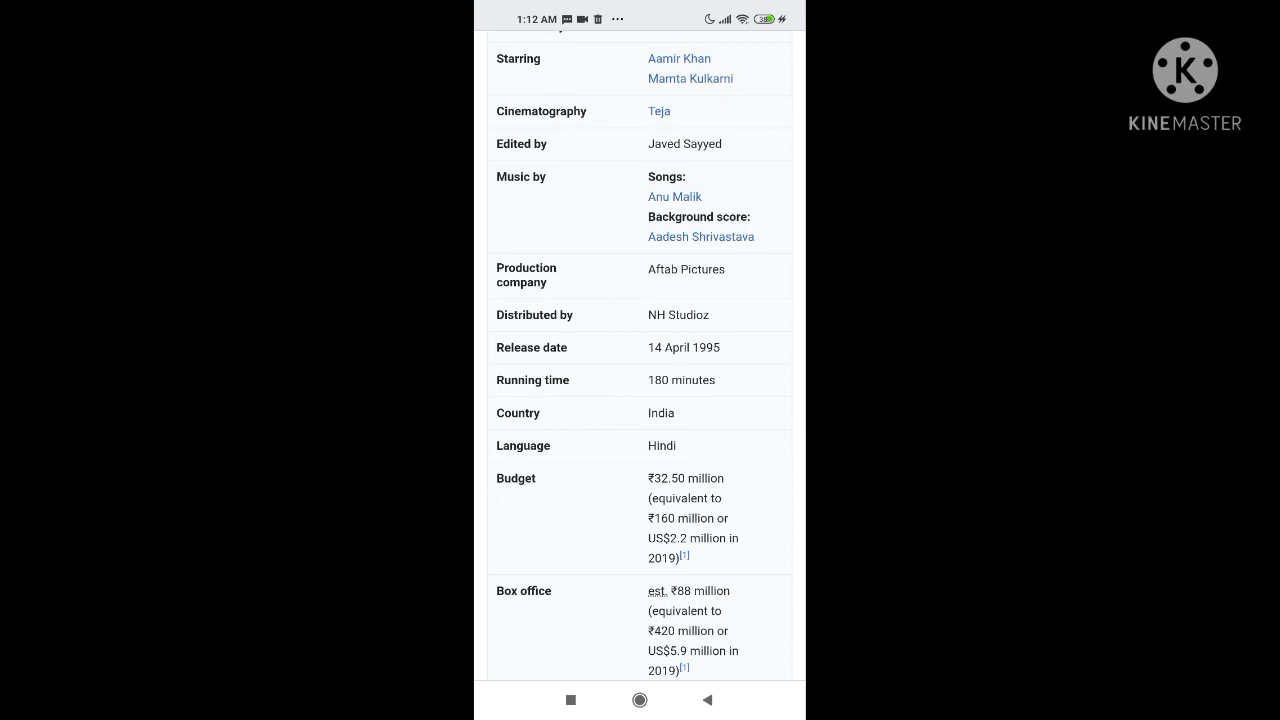 1:12 AM
38
Starring
Aamir Khan
Mamta Kulkarni
Cinematography
Teja
Edited by
Javed Sayyed
Music by
Songs:
Anu Malik
Background score:
Aadesh Shrivastava
Production
company
Aftab Pictures
Distributed by
NH Studioz
Release date
14 April 1995
Running time
180 minutes
Country
India
Language
Hindi
Budget
₹32.50 million
(equivalent to
₹160 million or
US$2.2 million in
2019)[1]
Box office
est. ₹88 million
(equivalent to
₹420 million or
US$5.9 million in
2019)[1]
K
KINEMASTER